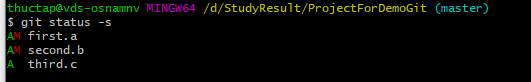 thuctap@vds-osnamnv MINGW64 /d/StudyResult/ProjectForDemoGit (master)
$ git status -s
AM first.a
AM second.b
A  third.c